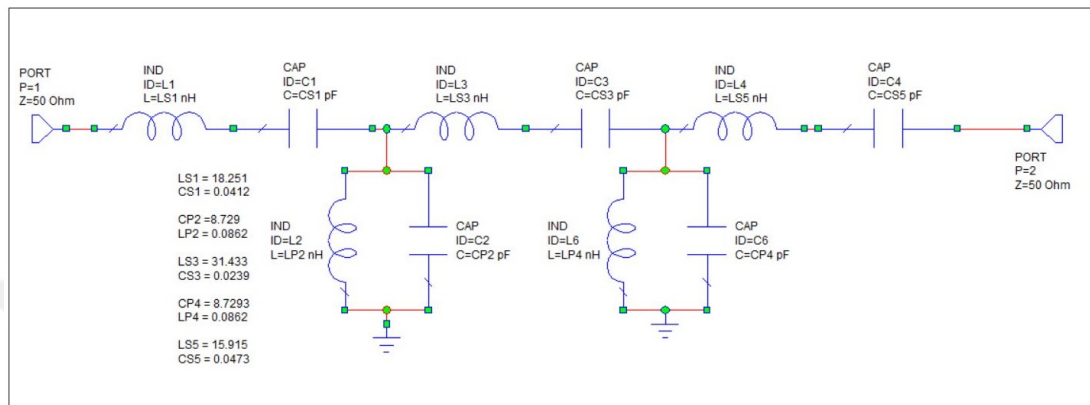 PORT
P=1
Z=50 Ohm
IND
ID=L1
L=LS1 nH
CAP
ID=C1
C=CS1 pF
IND
ID=L3
L=LS3 nH
CAP
ID=C3
C=CS3 pF
IND
ID=L4
L=LS5 nH
CAP
ID=C4
C=CS5 pF
PORT
P=2
Z=50 Ohm
LS1 = 18.251
CS1 = 0.0412
CP2 =8.729
LP2 = 0.0862
LS3 = 31.433
CS3 = 0.0239
CP4 = 8.7293
LP4 = 0.0862
LS5 = 15.915
CS5 = 0.0473
IND
ID=L2
L=LP2 nH
CAP
ID=C2
C=CP2 pF
IND
ID=L6
L=LP4 nH
CAP
ID=C6
C=CP4 pF